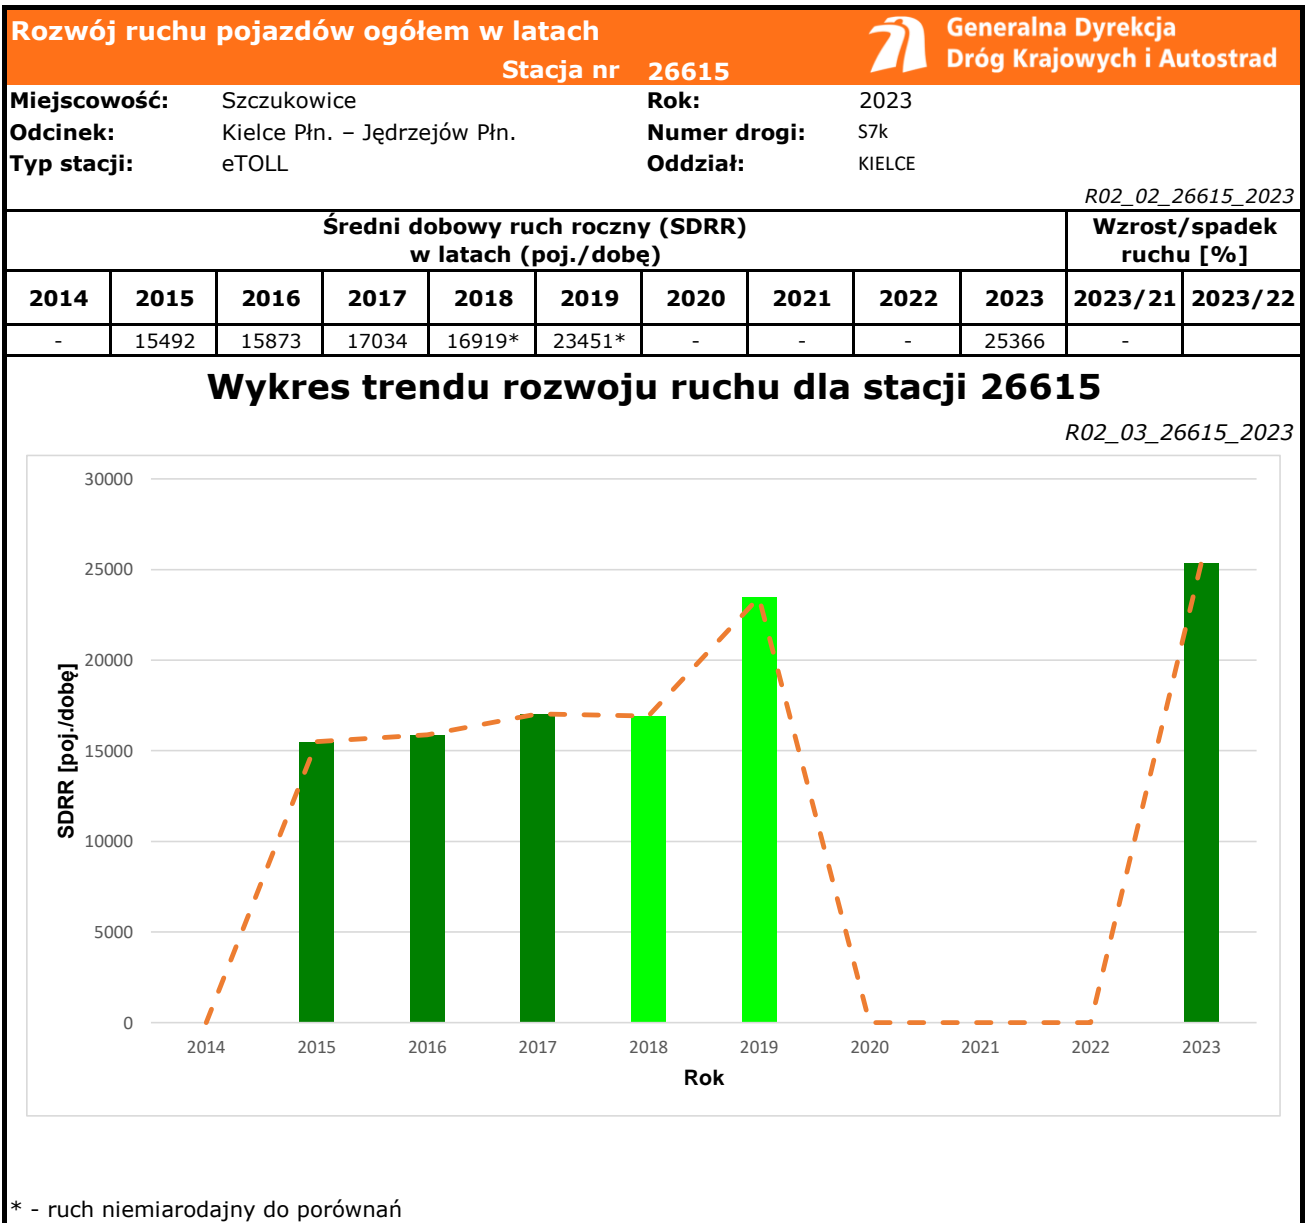 Rozwój ruchu pojazdów ogółem w latach
Stacja nr 26615
Generalna Dyrekcja
Dróg Krajowych i Autostrad
Miejscowość: Szczukowice Rok: 2023
Odcinek: Kielce Płn. – Jędrzejów Płn. Numer drogi: S7k
Typ stacji: eTOLL Oddział: KIELCE
R02_02_26615_2023
Średni dobowy ruch roczny (SDRR)
w latach (poj./dobę)
Wzrost/spadek
ruchu [%]
2014 2015 2016 2017 2018 2019 2020 2021 2022 2023 2023/21 2023/22
- 15492 15873 17034 16919* 23451* - - - 25366 -
Wykres trendu rozwoju ruchu dla stacji 26615
R02_03_26615_2023
30000
25000
20000
15000
10000
5000
0
SDRR [poj./dobę]
2014 2015 2016 2017 2018 2019 2020 2021 2022 2023
Rok
* - ruch niemiarodajny do porównań